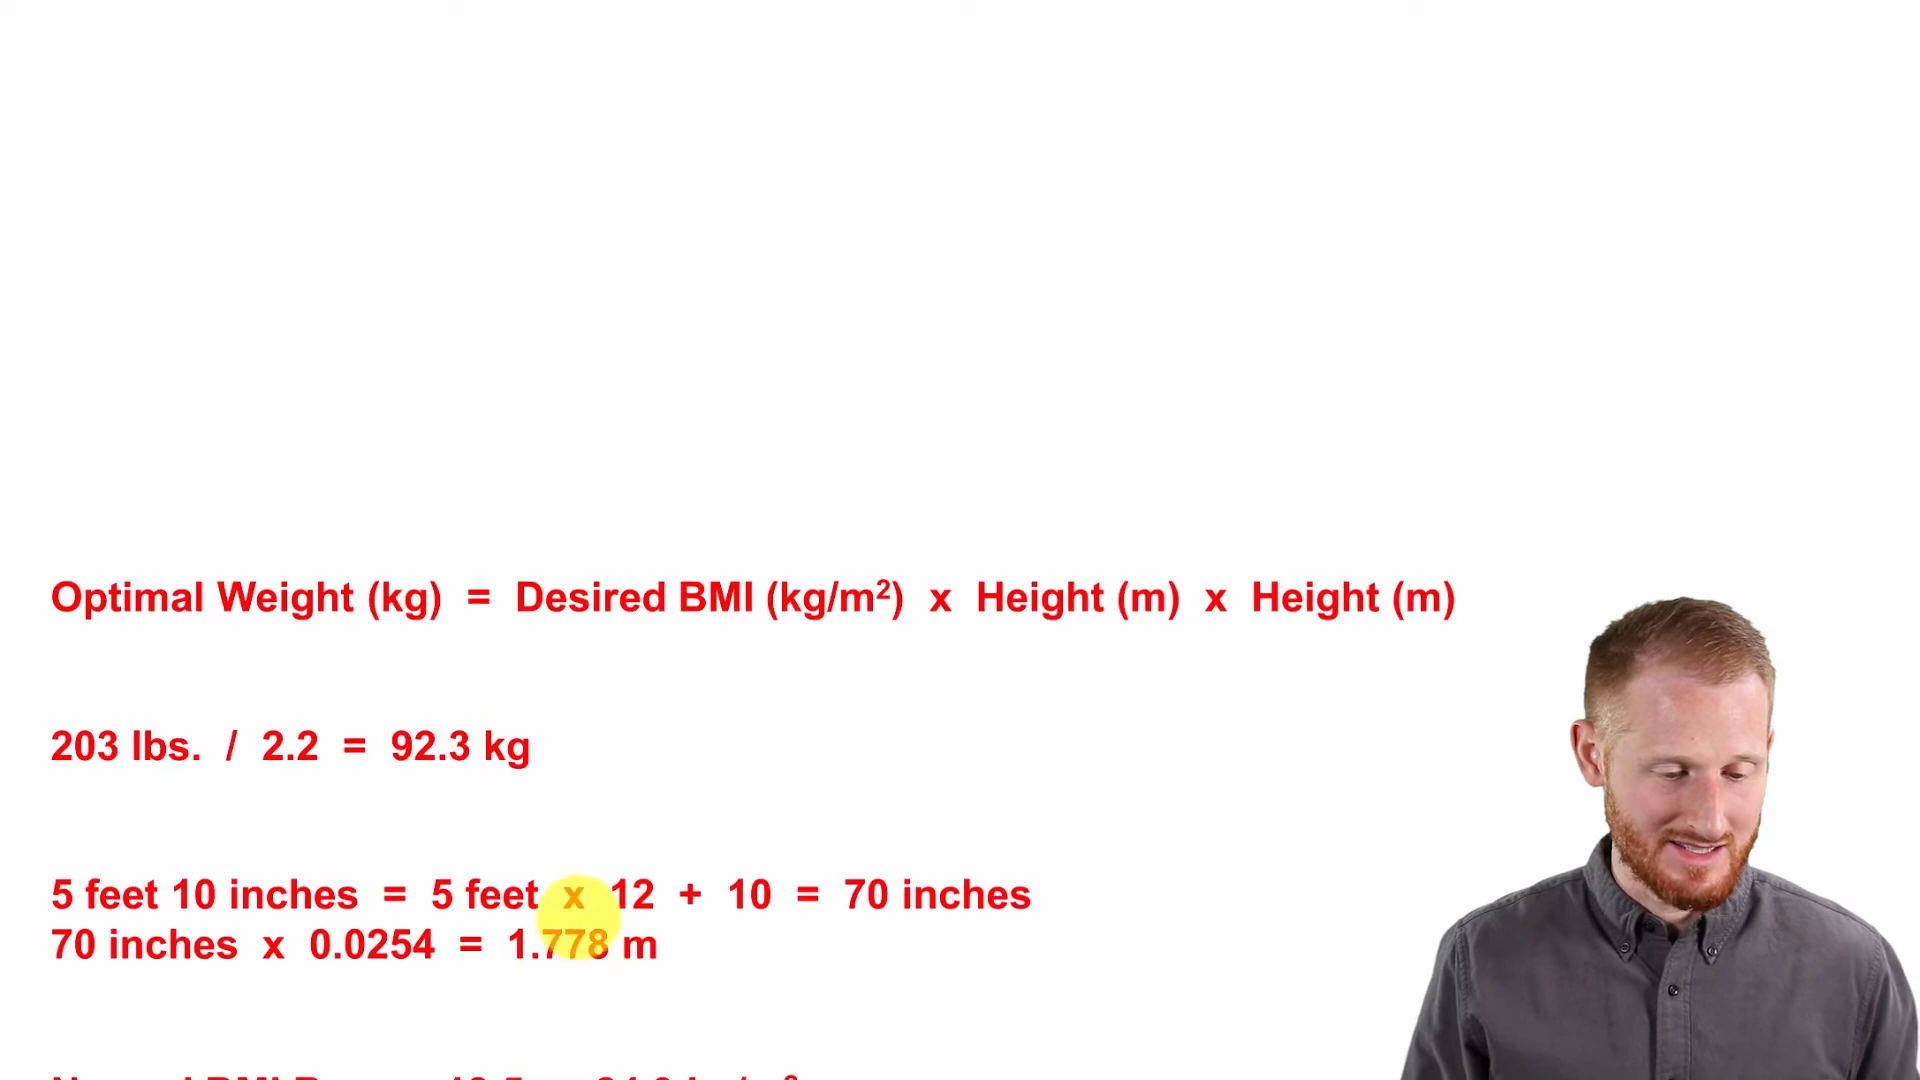 Optimal Weight (kg) = Desired BMI (kg/m²) x Height (m) x Height (m)
203 lbs. / 2.2 = 92.3 kg
5 feet 10 inches = 5 feet x 12 + 10 = 70 inches
70 inches x 0.0254 = 1.778 m